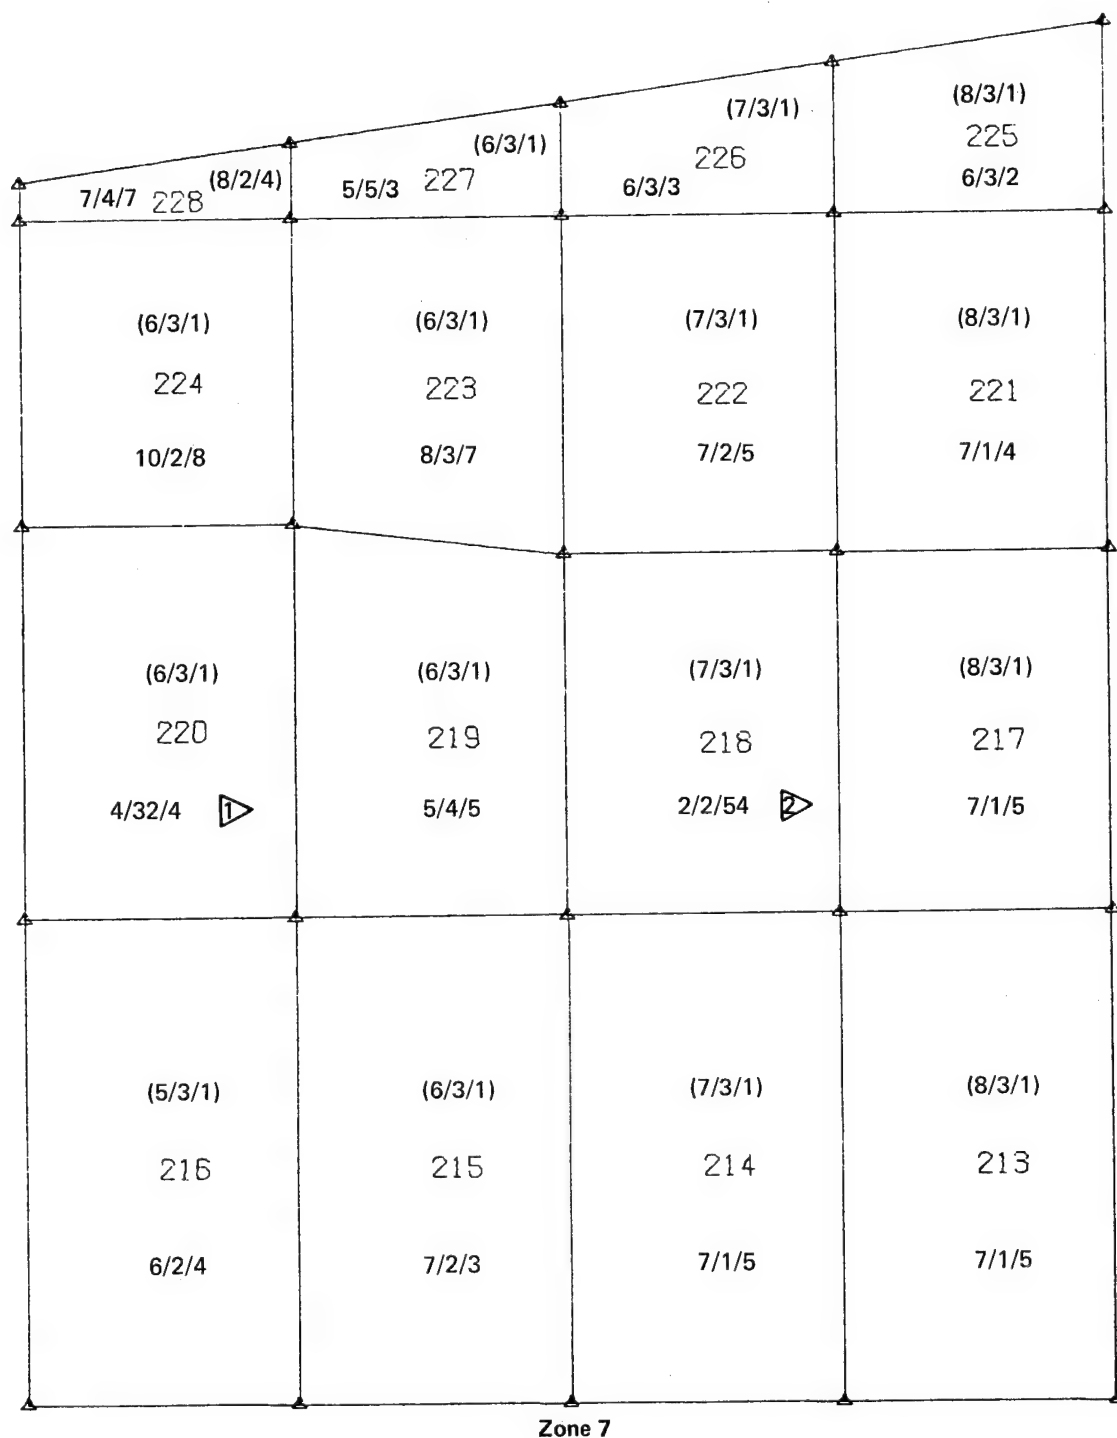 (8/3/1)
(7/3/1)
225
(6/3/1)
226
6/3/2
(8/2/4)
227
6/3/3
5/5/3
7/4/7
228
(6/3/1) (6/3/1) (7/3/1) (8/3/1)
224 223 222 221
10/2/8 8/3/7 7/2/5 7/1/4
(6/3/1) (6/3/1) (7/3/1) (8/3/1)
220 219 218 217
4/32/4 1 5/4/5 2/2/54 2 7/1/5
(5/3/1) (6/3/1) (7/3/1) (8/3/1)
216 215 214 213
6/2/4 7/2/3 7/1/5 7/1/5
Zone 7